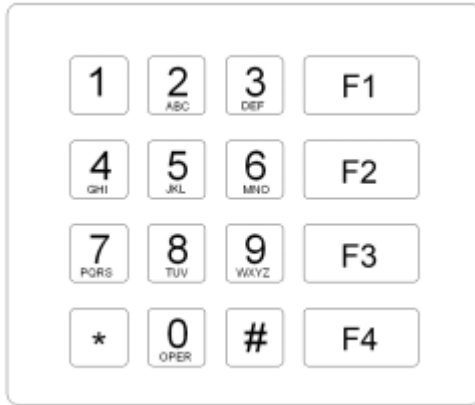 1 2 3 F1
ABC DEF
4 5 6 F2
GHI JKL MNO
7 8 9 F3
PQRS TUV WXYZ
* 0 # F4
OPER